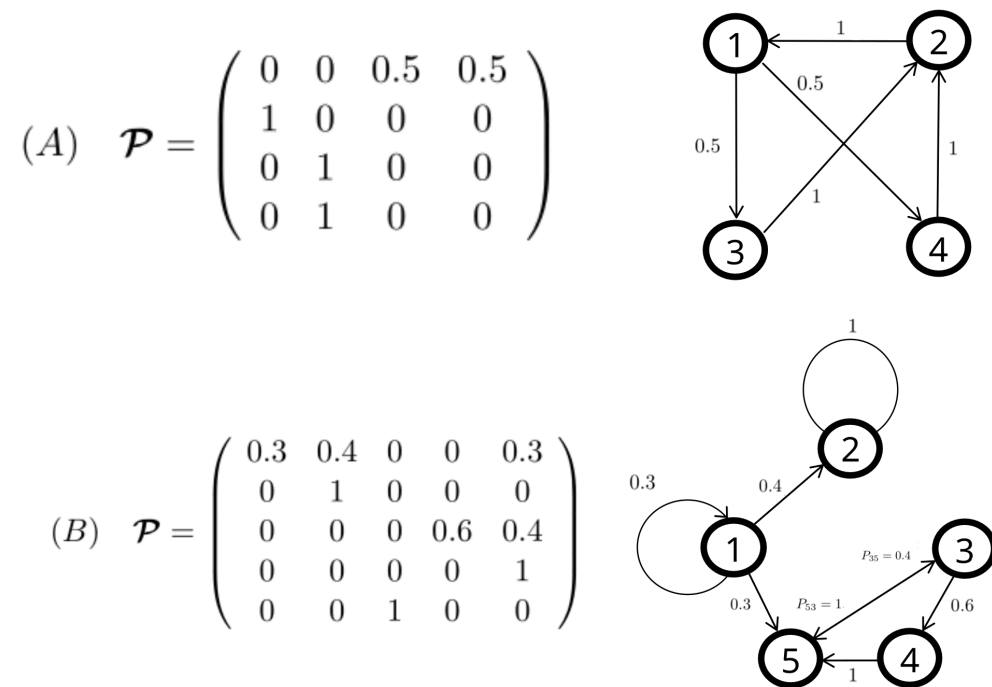 (A) 𝓟 =
0 0 0.5 0.5
1 0 0 0
0 1 0 0
0 1 0 0
1
1 2
0.5
0.5
1
1
3 4
(B) 𝓟 =
0.3 0.4 0 0 0.3
0 1 0 0 0
0 0 0 0.6 0.4
0 0 0 0 1
0 0 1 0 0
1
2
0.3
0.4
1
3
P₃₅ = 0.4
0.3
P₅₃ = 1
0.6
5 4
1